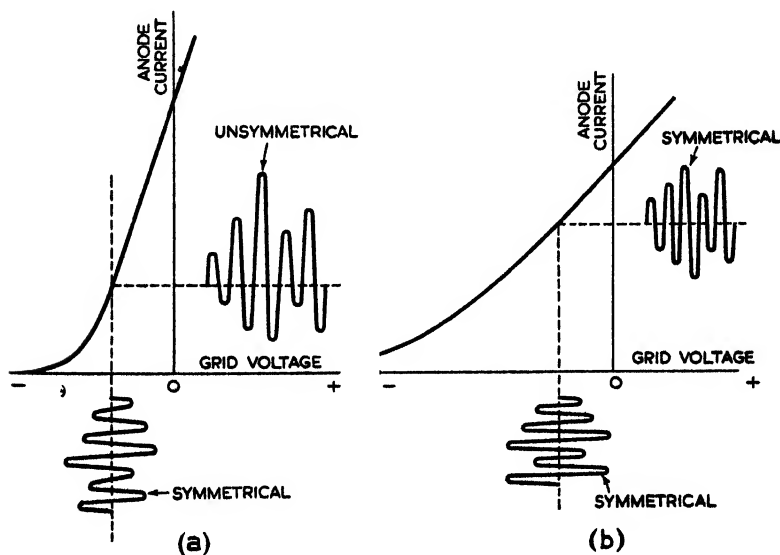 ANODE
CURRENT
UNSYMMETRICAL
GRID VOLTAGE
-
O
+
SYMMETRICAL
(a)
ANODE
CURRENT
SYMMETRICAL
GRID VOLTAGE
-
O
+
SYMMETRICAL
(b)